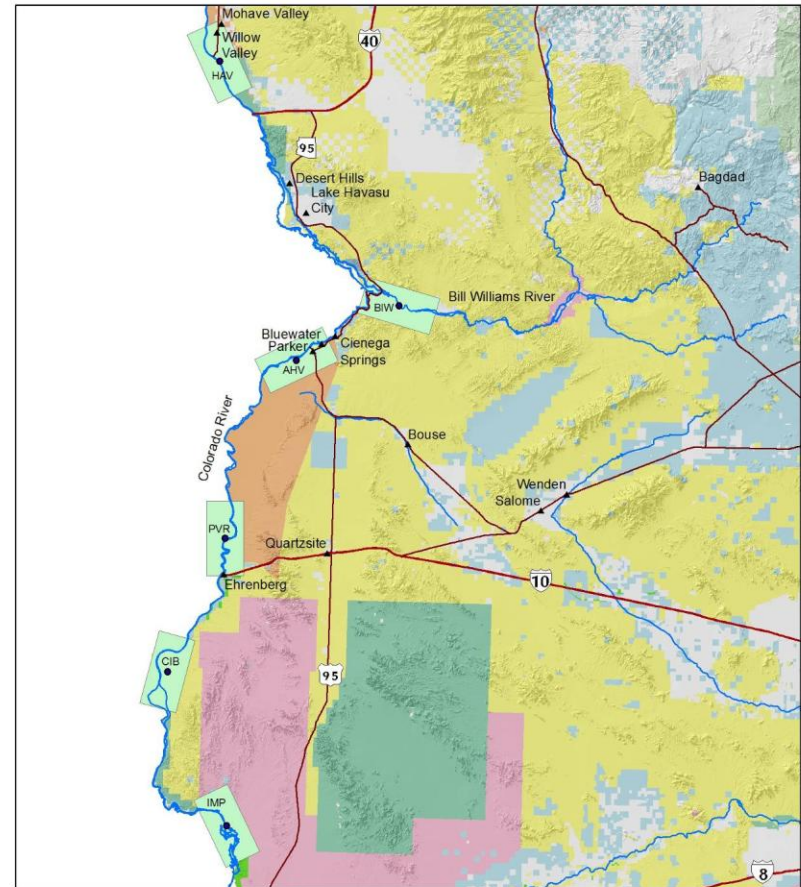 Mohave Valley
Willow
Valley
HAV
40
95
Desert Hills
Lake Havasu
City
Bagdad
BIW
Bill Williams River
Bluewater
Parker
Cienega
Springs
AHV
Colorado River
Bouse
Wenden
Salome
PVR
Quartzsite
Ehrenberg
10
CIB
95
IMP
8